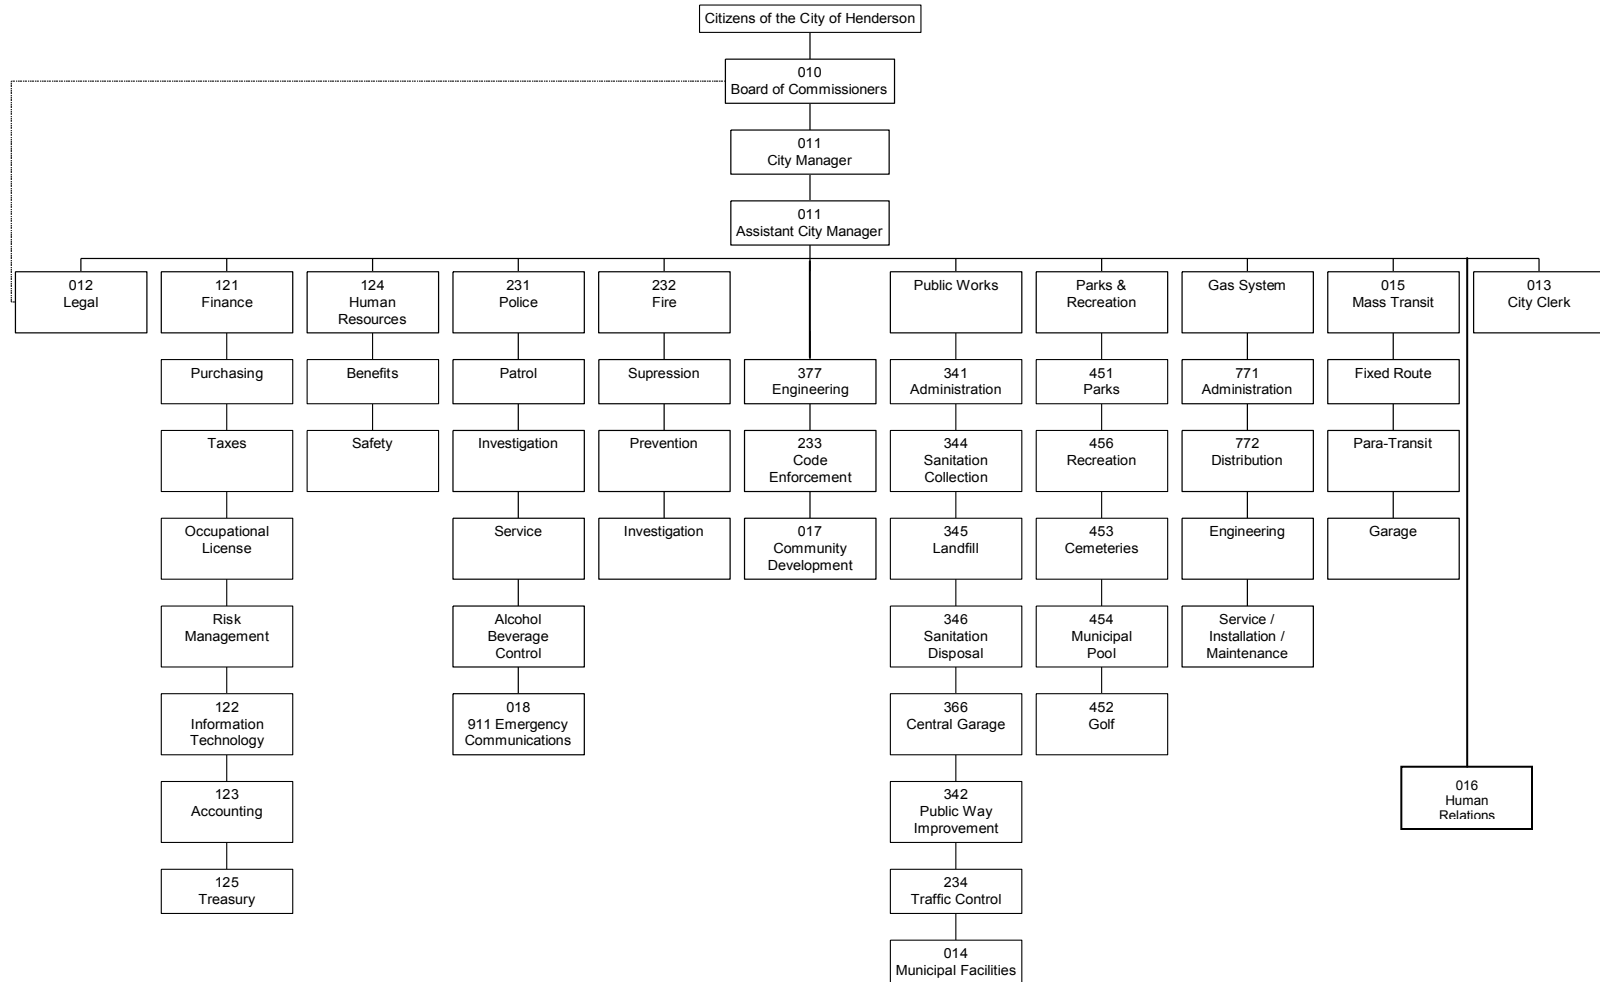 Citizens of the City of Henderson
010
Board of Commissioners
011
City Manager
011
Assistant City Manager
012
Legal
121
Finance
124
Human
Resources
231
Police
232
Fire
Public Works
Parks &
Recreation
Gas System
015
Mass Transit
013
City Clerk
Purchasing
Benefits
Patrol
Supression
377
Engineering
341
Administration
451
Parks
771
Administration
Fixed Route
Taxes
Safety
Investigation
Prevention
233
Code
Enforcement
344
Sanitation
Collection
456
Recreation
772
Distribution
Para-Transit
Occupational
License
Service
Investigation
017
Community
Development
345
Landfill
453
Cemeteries
Engineering
Garage
Risk
Management
Alcohol
Beverage
Control
346
Sanitation
Disposal
454
Municipal
Pool
Service /
Installation /
Maintenance
122
Information
Technology
018
911 Emergency
Communications
366
Central Garage
452
Golf
016
Human
Relations
123
Accounting
342
Public Way
Improvement
125
Treasury
234
Traffic Control
014
Municipal Facilities